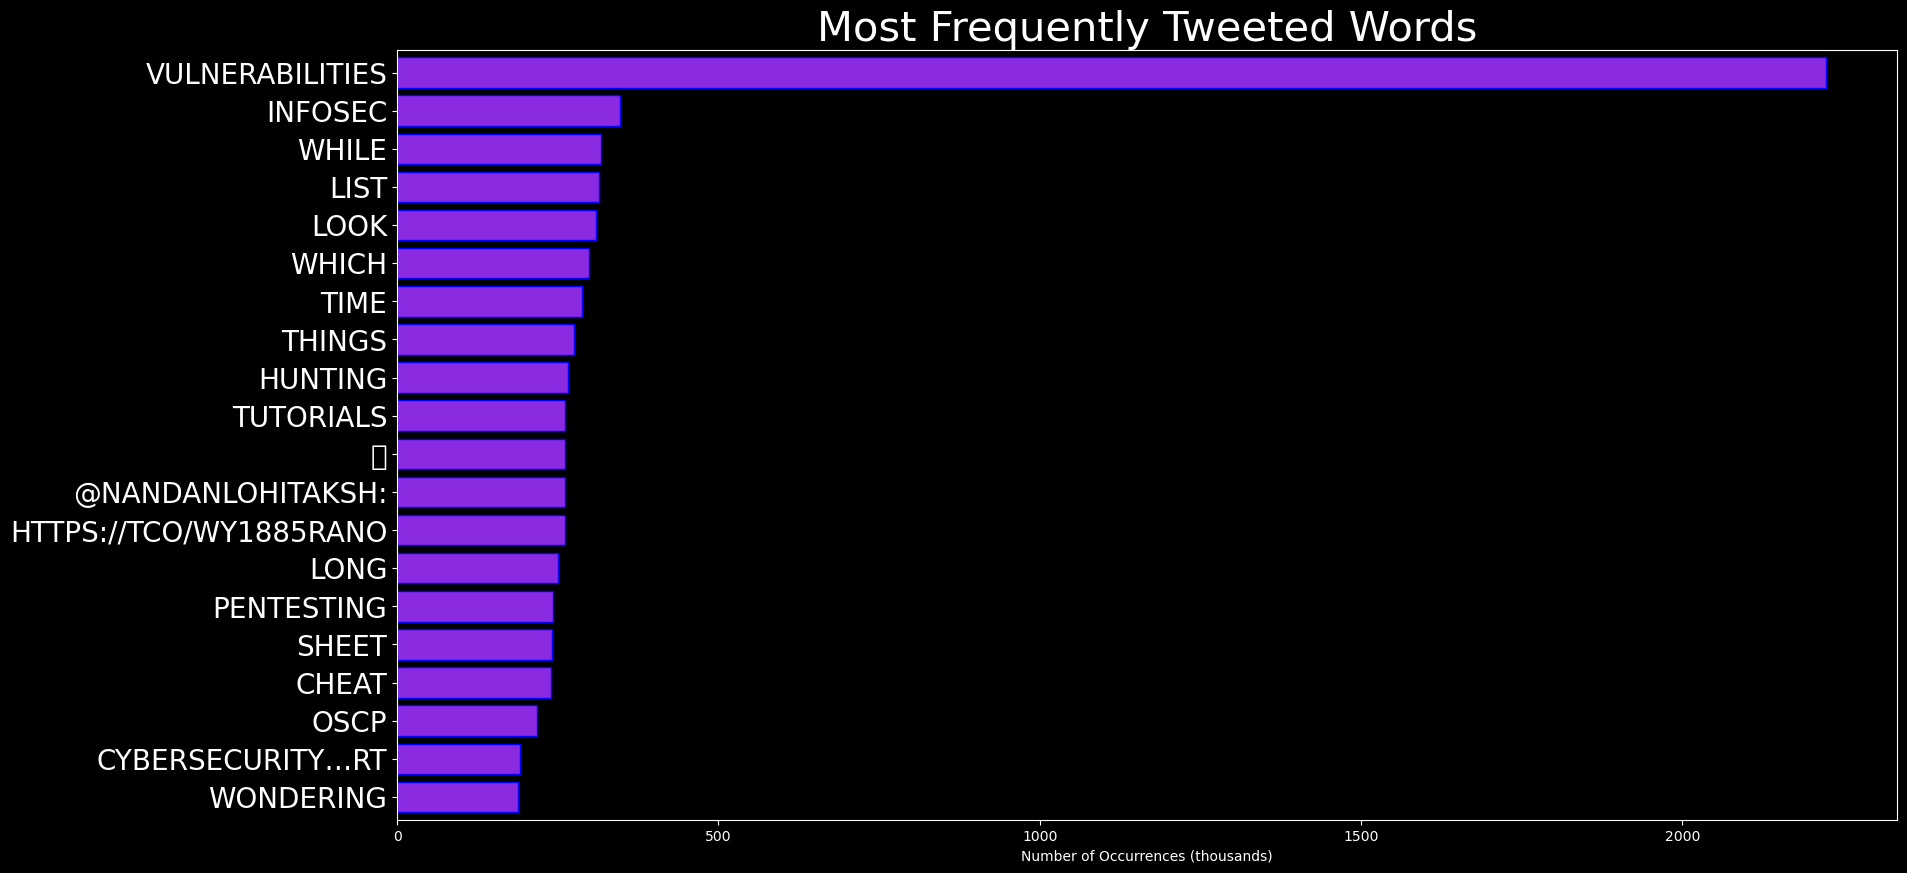 Most Frequently Tweeted Words
VULNERABILITIES
INFOSEC
WHILE
LIST
LOOK
WHICH
TIME
THINGS
HUNTING
TUTORIALS
@NANDANLOHITAKSH:
HTTPS://TCO/WY1885RANO
LONG
PENTESTING
SHEET
CHEAT
OSCP
CYBERSECURITY…RT
WONDERING
0 500 1000 1500 2000
Number of Occurrences (thousands)